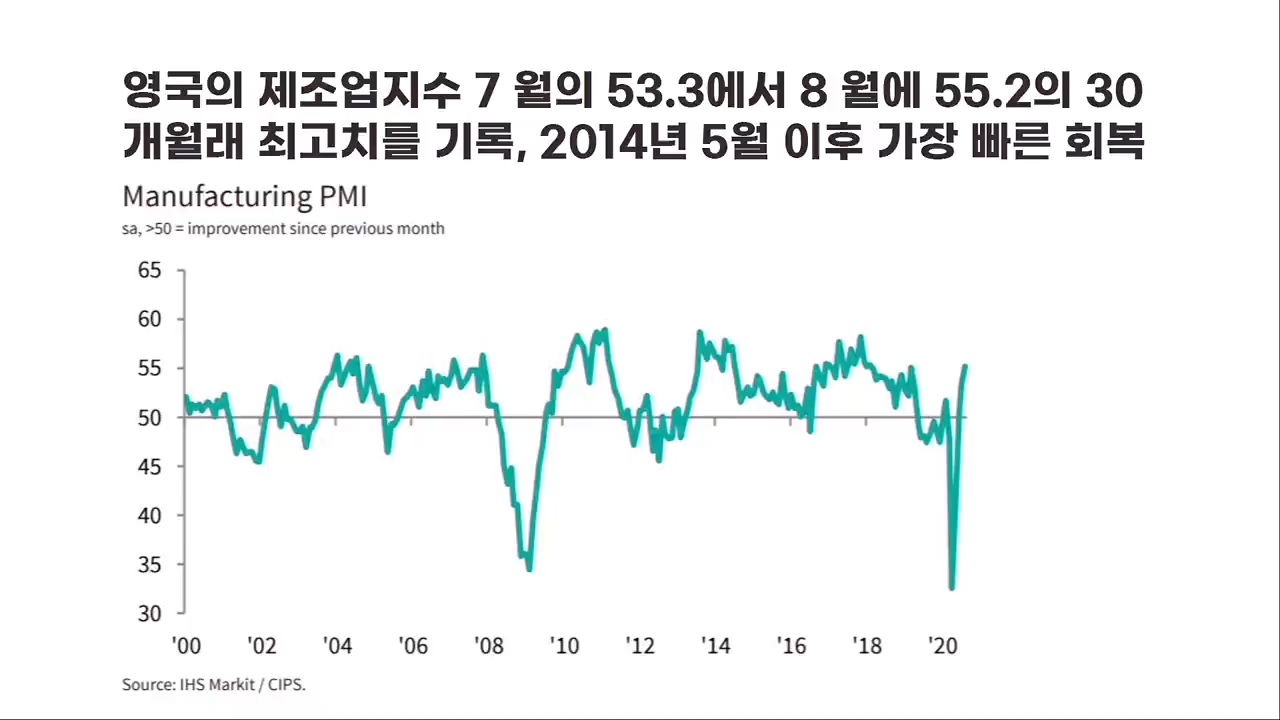 영국의 제조업지수 7 월의 53.3에서 8 월에 55.2의 30
개월래 최고치를 기록, 2014년 5월 이후 가장 빠른 회복
Manufacturing PMI
sa, >50 = improvement since previous month
65
60
55
50
45
40
35
30
'00 '02 '04 '06 '08 '10 '12 '14 '16 '18 '20
Source: IHS Markit / CIPS.